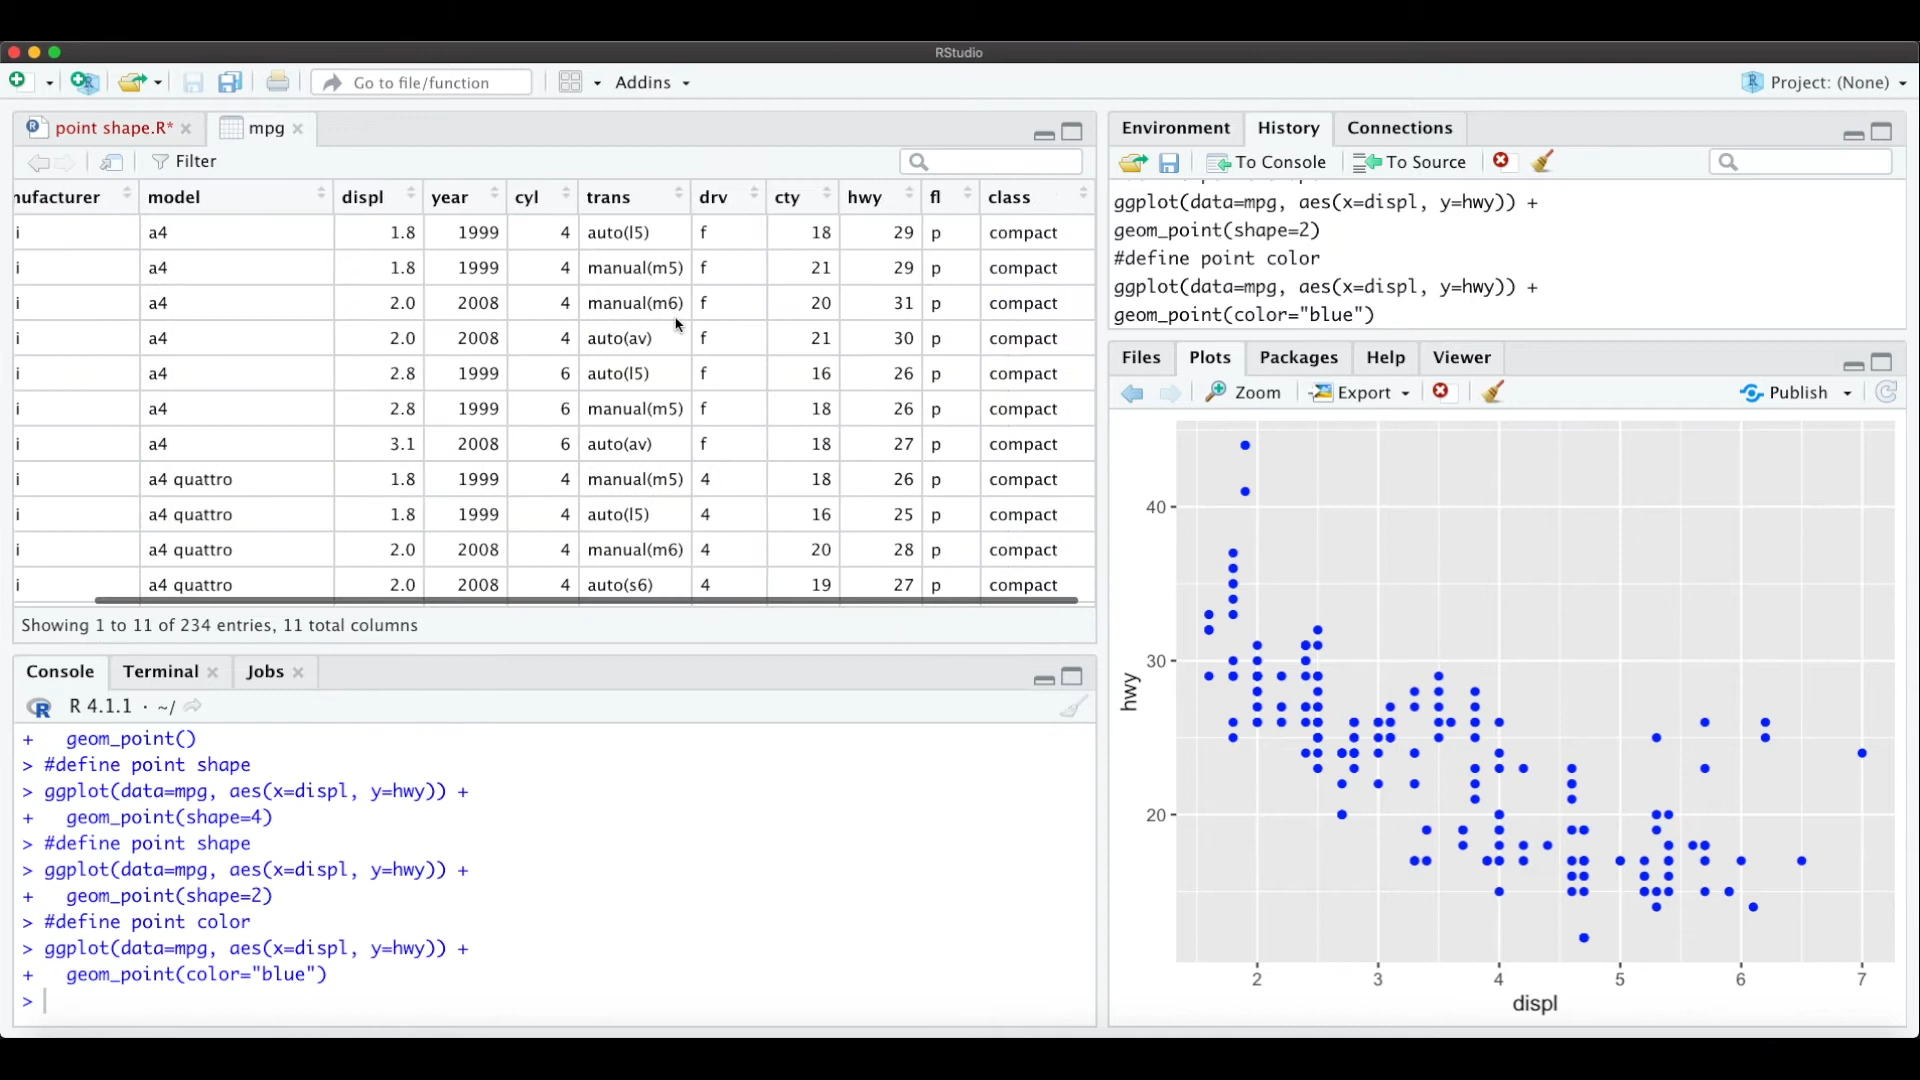 RStudio
Go to file/function
Addins
Project: (None)
point shape.R*
mpg
Filter
nufacturer model displ year cyl trans drv cty hwy fl class
i a4 1.8 1999 4 auto(l5) f 18 29 p compact
i a4 1.8 1999 4 manual(m5) f 21 29 p compact
i a4 2.0 2008 4 manual(m6) f 20 31 p compact
i a4 2.0 2008 4 auto(av) f 21 30 p compact
i a4 2.8 1999 6 auto(l5) f 16 26 p compact
i a4 2.8 1999 6 manual(m5) f 18 26 p compact
i a4 3.1 2008 6 auto(av) f 18 27 p compact
i a4 quattro 1.8 1999 4 manual(m5) 4 18 26 p compact
i a4 quattro 1.8 1999 4 auto(l5) 4 16 25 p compact
i a4 quattro 2.0 2008 4 manual(m6) 4 20 28 p compact
i a4 quattro 2.0 2008 4 auto(s6) 4 19 27 p compact
Showing 1 to 11 of 234 entries, 11 total columns
Console Terminal Jobs
R 4.1.1 · ~/
+ geom_point()
> #define point shape
> ggplot(data=mpg, aes(x=displ, y=hwy)) +
+ geom_point(shape=4)
> #define point shape
> ggplot(data=mpg, aes(x=displ, y=hwy)) +
+ geom_point(shape=2)
> #define point color
> ggplot(data=mpg, aes(x=displ, y=hwy)) +
+ geom_point(color="blue")
>
Environment History Connections
To Console To Source
ggplot(data=mpg, aes(x=displ, y=hwy)) +
geom_point(shape=2)
#define point color
ggplot(data=mpg, aes(x=displ, y=hwy)) +
geom_point(color="blue")
Files Plots Packages Help Viewer
Zoom Export Publish
40
30
20
hwy
2 3 4 5 6 7
displ